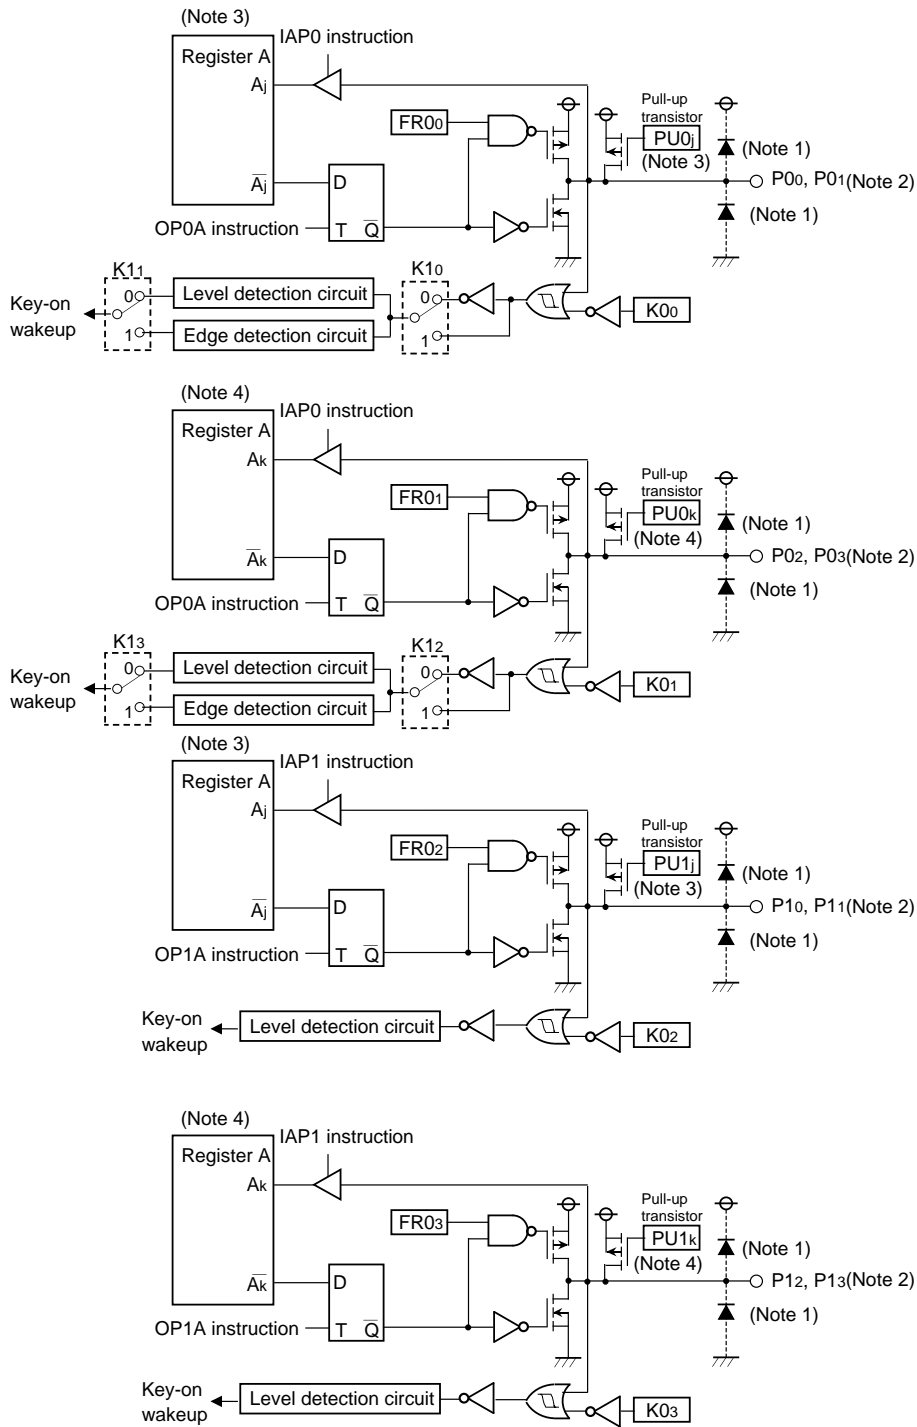 (Note 3)
IAP0 instruction
Register A
Aj
Pull-up
transistor
FR00
PU0j
(Note 1)
(Note 3)
Aj
D
P00, P01(Note 2)
(Note 1)
OP0A instruction
T Q
K11
K10
0
Level detection circuit
0
Key-on
wakeup
K00
1
Edge detection circuit
1
(Note 4)
IAP0 instruction
Register A
Ak
Pull-up
transistor
FR01
PU0k
(Note 1)
(Note 4)
Ak
D
P02, P03(Note 2)
(Note 1)
OP0A instruction
T Q
K13
K12
0
Level detection circuit
0
Key-on
wakeup
K01
1
Edge detection circuit
1
(Note 3)
IAP1 instruction
Register A
Aj
Pull-up
transistor
FR02
PU1j
(Note 1)
(Note 3)
Aj
D
P10, P11(Note 2)
(Note 1)
OP1A instruction
T Q
Key-on
wakeup
Level detection circuit
K02
(Note 4)
IAP1 instruction
Register A
Ak
Pull-up
transistor
FR03
PU1k
(Note 1)
(Note 4)
Ak
D
P12, P13(Note 2)
(Note 1)
OP1A instruction
T Q
Key-on
wakeup
Level detection circuit
K03